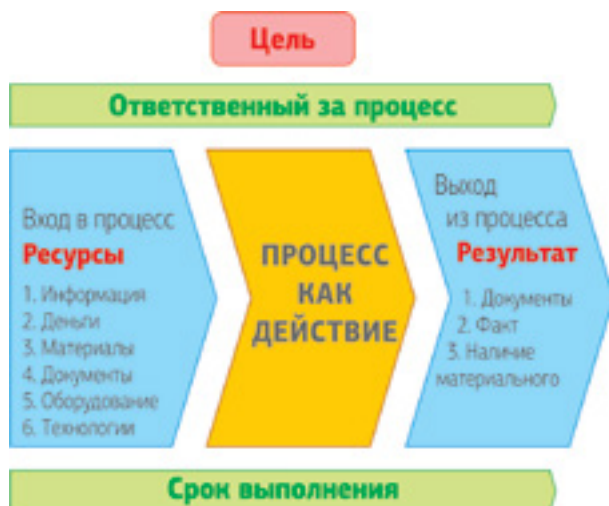 Цель
Ответственный за процесс
Вход в процесс
Ресурсы
1. Информация
2. Деньги
3. Материалы
4. Документы
5. Оборудование
6. Технологии
ПРОЦЕСС
КАК
ДЕЙСТВИЕ
Выход
из процесса
Результат
1. Документы
2. Факт
3. Наличие
материального
Срок выполнения